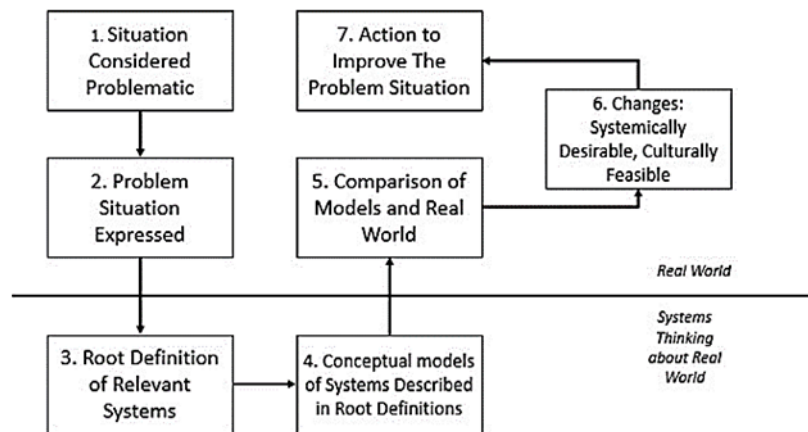 1. Situation
Considered
Problematic
2. Problem
Situation
Expressed
3. Root Definition
of Relevant
Systems
4. Conceptual models
of Systems Described
in Root Definitions
5. Comparison of
Models and Real
World
6. Changes:
Systemically
Desirable, Culturally
Feasible
7. Action to
Improve The
Problem Situation
Real World
Systems
Thinking
about Real
World